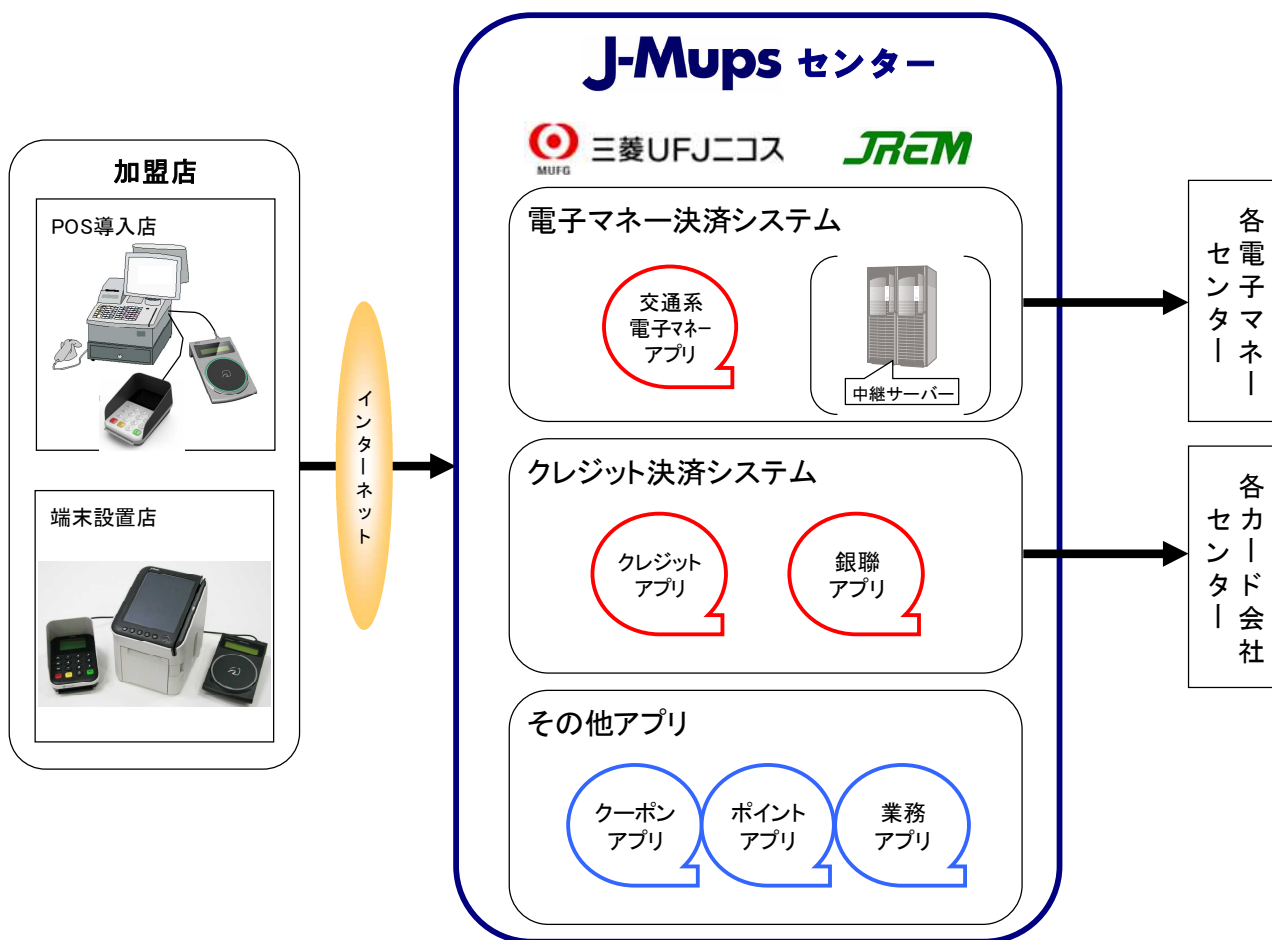 J-Mups センター
MUFG
三菱UFJニコス
JREM
加盟店
POS導入店
端末設置店
インターネット
電子マネー決済システム
交通系
電子マネー
アプリ
中継サーバー
クレジット決済システム
クレジット
アプリ
銀聯
アプリ
その他アプリ
クーポン
アプリ
ポイント
アプリ
業務
アプリ
各電子マネー
センター
各カード会社
センター